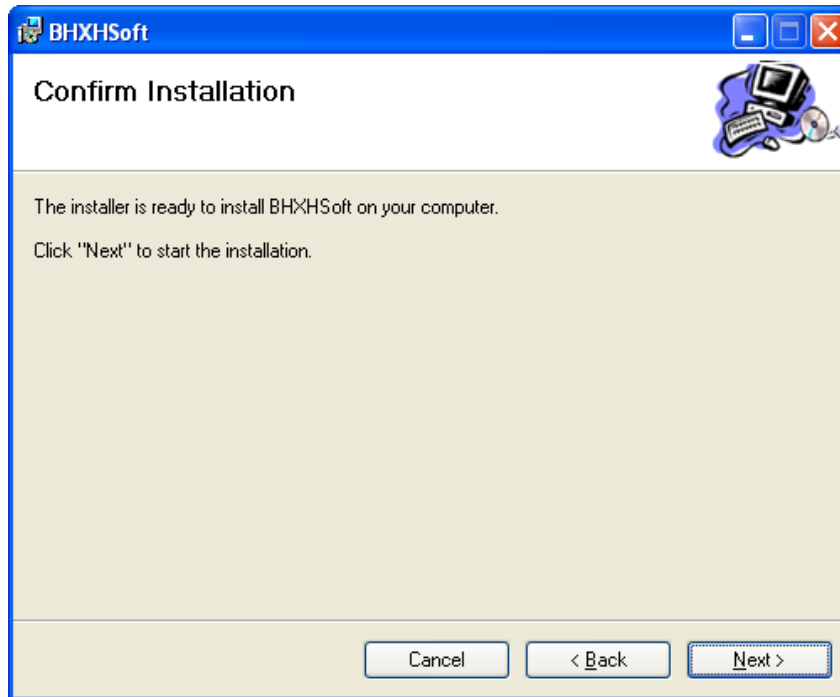 BHXHSoft
Confirm Installation
The installer is ready to install BHXHSoft on your computer.
Click "Next" to start the installation.
Cancel
< Back
Next >